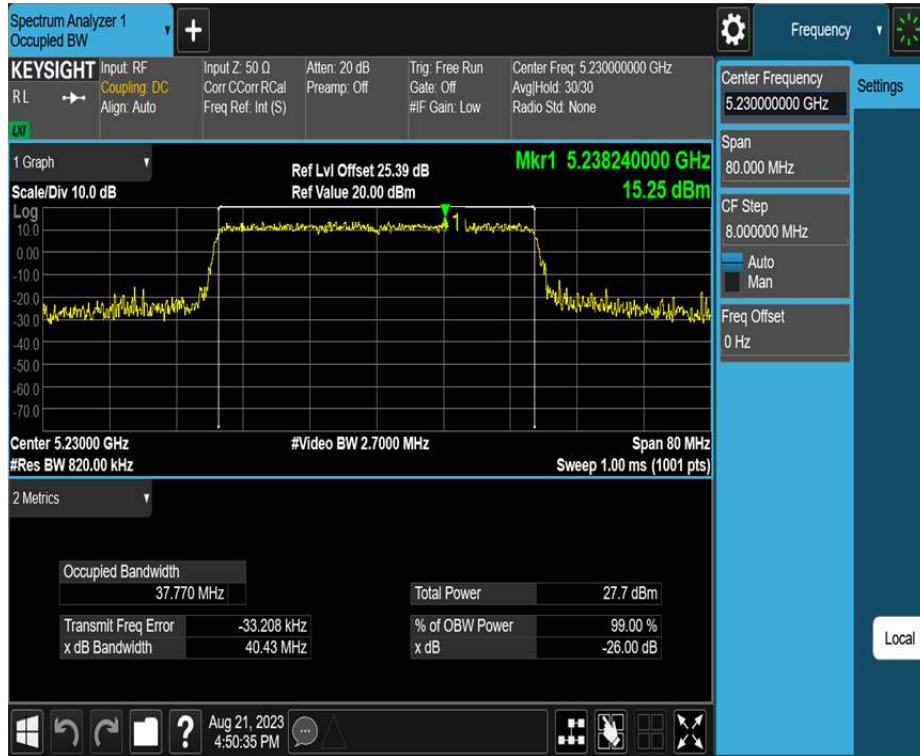 Spectrum Analyzer 1
Occupied BW
+
Frequency
KEYSIGHT
RL
LXI
Input: RF
Coupling: DC
Align: Auto
Input Z: 50 Ω
Corr CCorr RCal
Freq Ref: Int (S)
Atten: 20 dB
Preamp: Off
Trig: Free Run
Gate: Off
#IF Gain: Low
Center Freq: 5.230000000 GHz
Avg|Hold: 30/30
Radio Std: None
Center Frequency
5.230000000 GHz
Settings
Span
80.000 MHz
CF Step
8.000000 MHz
Auto
Man
Freq Offset
0 Hz
Local
1 Graph
Scale/Div 10.0 dB
Ref Lvl Offset 25.39 dB
Ref Value 20.00 dBm
Mkr1 5.238240000 GHz
15.25 dBm
Log
10.0
0.00
-10.0
-20.0
-30.0
-40.0
-50.0
-60.0
-70.0
1
Center 5.23000 GHz
#Video BW 2.7000 MHz
Span 80 MHz
#Res BW 820.00 kHz
Sweep 1.00 ms (1001 pts)
2 Metrics
Occupied Bandwidth
37.770 MHz
Total Power 27.7 dBm
Transmit Freq Error -33.208 kHz
% of OBW Power 99.00 %
x dB Bandwidth 40.43 MHz
x dB -26.00 dB
?
Aug 21, 2023
4:50:35 PM